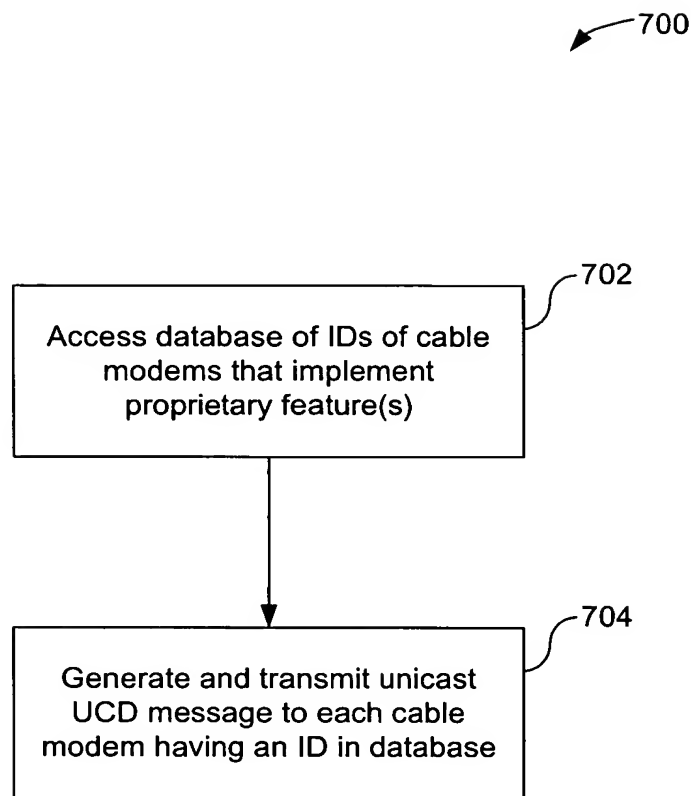 700
702
Access database of IDs of cable
modems that implement
proprietary feature(s)
704
Generate and transmit unicast
UCD message to each cable
modem having an ID in database